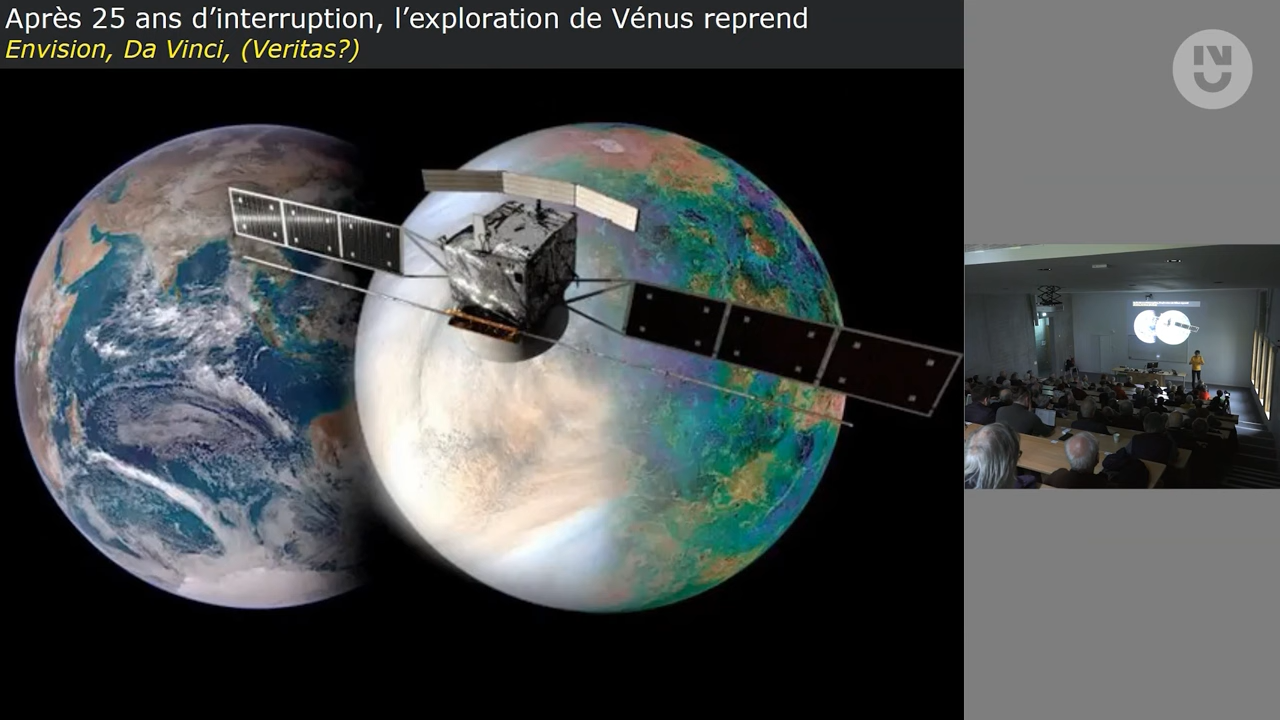 Après 25 ans d’interruption, l’exploration de Vénus reprend
Envision, Da Vinci, (Veritas?)